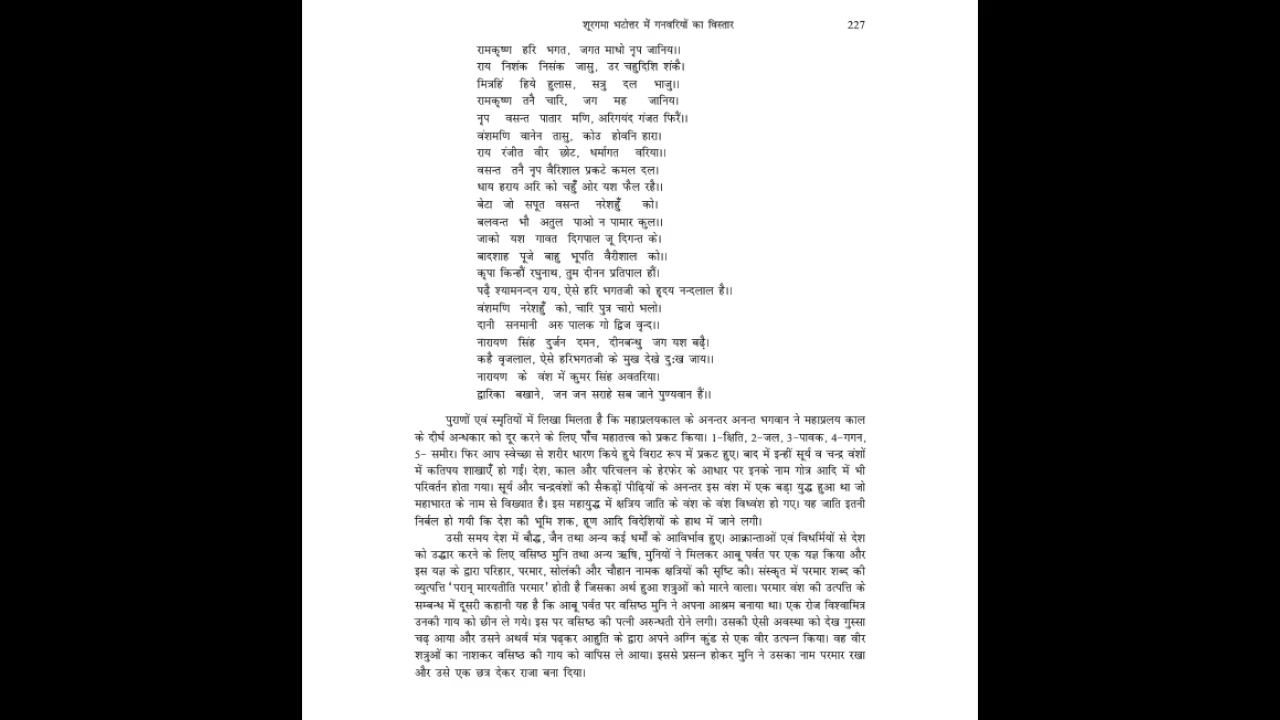 शूरगमा भटोत्तर में गनवरियों का विस्तार 227
रामकृष्ण हरि भगत, जगत माधो नृप जानिय।।
राय निशंक निसंक जासु, उर चहुदिशि शंकै।
मित्रहिं हिये हुलास, सत्रु दल भाजु।।
रामकृष्ण तनै चारि, जग मह जानिय।
नृप वसन्त पातार मणि, अरिगयंद गंजत फिरैं।।
वंशमणि वानेन तासु, कोउ होवनि हारा।
राय रंजीत वीर छोट, धर्मागत वरिया।।
वसन्त तनै नृप वैरिशाल प्रकटे कमल दल।
धाय हराय अरि को चहुँ ओर यश फैल रहै।।
बेटा जो सपूत वसन्त नरेशहुँ को।
बलवन्त भौ अतुल पाओ न पामार कुल।।
जाको यश गावत दिगपाल जू दिगन्त के।
बादशाह पूजे बाहु भूपति वैरीशाल को।।
कृपा किन्हौं रघुनाथ, तुम दीनन प्रतिपाल हौं।
पढ़ै श्यामनन्दन राय, ऐसे हरि भगतजी को हृदय नन्दलाल है।।
वंशमणि नरेशहुँ को, चारि पुत्र चारो भलो।
दानी सनमानी अरु पालक गो द्विज वृन्द।।
नारायण सिंह दुर्जन दमन, दीनबन्धु जग यश बढ़ै।
कहै वृजलाल, ऐसे हरिभगतजी के मुख देखे दुःख जाय।।
नारायण के वंश में कुमर सिंह अवतरिया।
द्वारिका बखाने, जन जन सराहे सब जाने पुण्यवान हैं।।
पुराणों एवं स्मृतियों में लिखा मिलता है कि महाप्रलयकाल के अनन्तर अनन्त भगवान ने महाप्रलय काल
के दीर्घ अन्धकार को दूर करने के लिए पाँच महातत्त्व को प्रकट किया। 1-क्षिति, 2-जल, 3-पावक, 4-गगन,
5- समीर। फिर आप स्वेच्छा से शरीर धारण किये हुये विराट रूप में प्रकट हुए। बाद में इन्हीं सूर्य व चन्द्र वंशों
में कतिपय शाखाएँ हो गईं। देश, काल और परिचलन के हेरफेर के आधार पर इनके नाम गोत्र आदि में भी
परिवर्तन होता गया। सूर्य और चन्द्रवंशों की सैकड़ों पीढ़ियों के अनन्तर इस वंश में एक बड़ा युद्ध हुआ था जो
महाभारत के नाम से विख्यात है। इस महायुद्ध में क्षत्रिय जाति के वंश के वंश विध्वंश हो गए। यह जाति इतनी
निर्बल हो गयी कि देश की भूमि शक, हूण आदि विदेशियों के हाथ में जाने लगी।
उसी समय देश में बौद्ध, जैन तथा अन्य कई धर्मों के आविर्भाव हुए। आक्रान्ताओं एवं विधर्मियों से देश
को उद्धार करने के लिए वसिष्ठ मुनि तथा अन्य ऋषि, मुनियों ने मिलकर आबू पर्वत पर एक यज्ञ किया और
इस यज्ञ के द्वारा परिहार, परमार, सोलंकी और चौहान नामक क्षत्रियों की सृष्टि की। संस्कृत में परमार शब्द की
व्युत्पत्ति 'परान् मारयतीति परमार' होती है जिसका अर्थ हुआ शत्रुओं को मारने वाला। परमार वंश की उत्पत्ति के
सम्बन्ध में दूसरी कहानी यह है कि आबू पर्वत पर वसिष्ठ मुनि ने अपना आश्रम बनाया था। एक रोज विश्वामित्र
उनकी गाय को छीन ले गये। इस पर वसिष्ठ की पत्नी अरुन्धती रोने लगी। उसकी ऐसी अवस्था को देख गुस्सा
चढ़ आया और उसने अथर्व मंत्र पढ़कर आहुति के द्वारा अपने अग्नि कुंड से एक वीर उत्पन्न किया। वह वीर
शत्रुओं का नाशकर वसिष्ठ की गाय को वापिस ले आया। इससे प्रसन्न होकर मुनि ने उसका नाम परमार रखा
और उसे एक छत्र देकर राजा बना दिया।